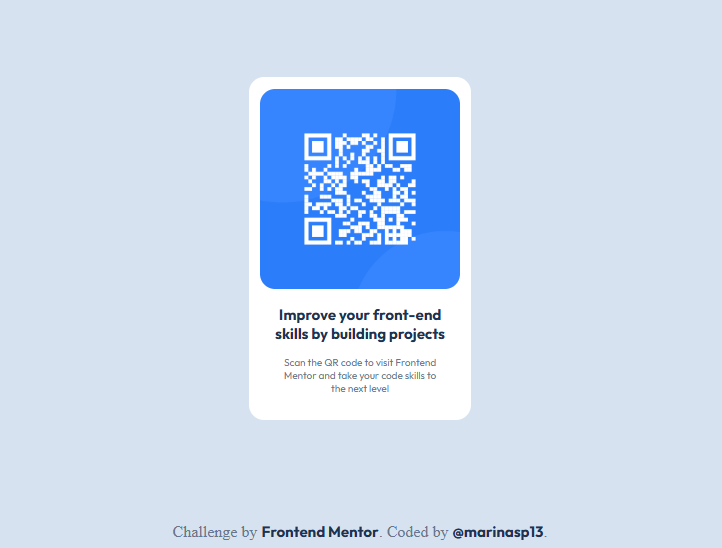 Improve your front-end
skills by building projects
Scan the QR code to visit Frontend
Mentor and take your code skills to
the next level
Challenge by Frontend Mentor. Coded by @marinasp13.